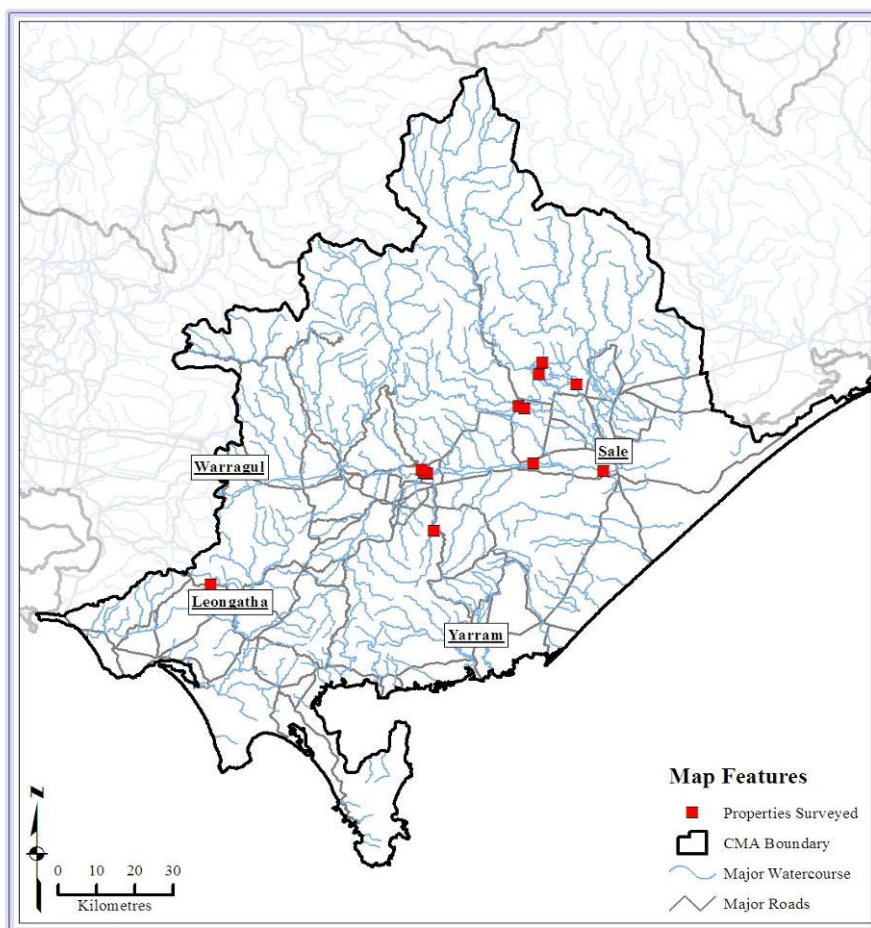 Sale
Warragul
Leongatha
Yarram
Map Features
Properties Surveyed
CMA Boundary
Major Watercourse
Major Roads
N
0 10 20 30
Kilometres